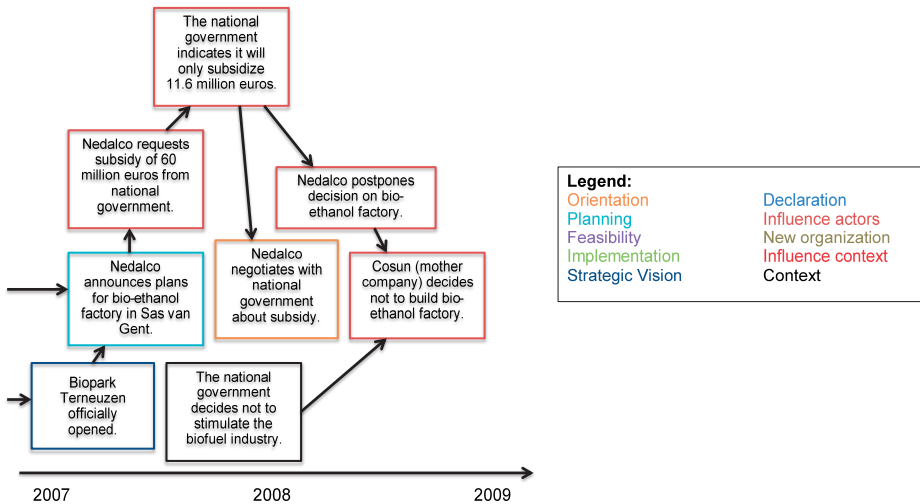 The national
government
indicates it will
only subsidize
11.6 million euros.
Nedalco requests
subsidy of 60
million euros from
national
government.
Nedalco postpones
decision on bio-
ethanol factory.
Nedalco
announces plans
for bio-ethanol
factory in Sas van
Gent.
Nedalco
negotiates with
national
government
about subsidy.
Cosun (mother
company) decides
not to build bio-
ethanol factory.
Biopark
Terneuzen
officially
opened.
The national
government
decides not to
stimulate the
biofuel industry.
2007
2008
2009
Legend:
Orientation
Planning
Feasibility
Implementation
Strategic Vision
Declaration
Influence actors
New organization
Influence context
Context